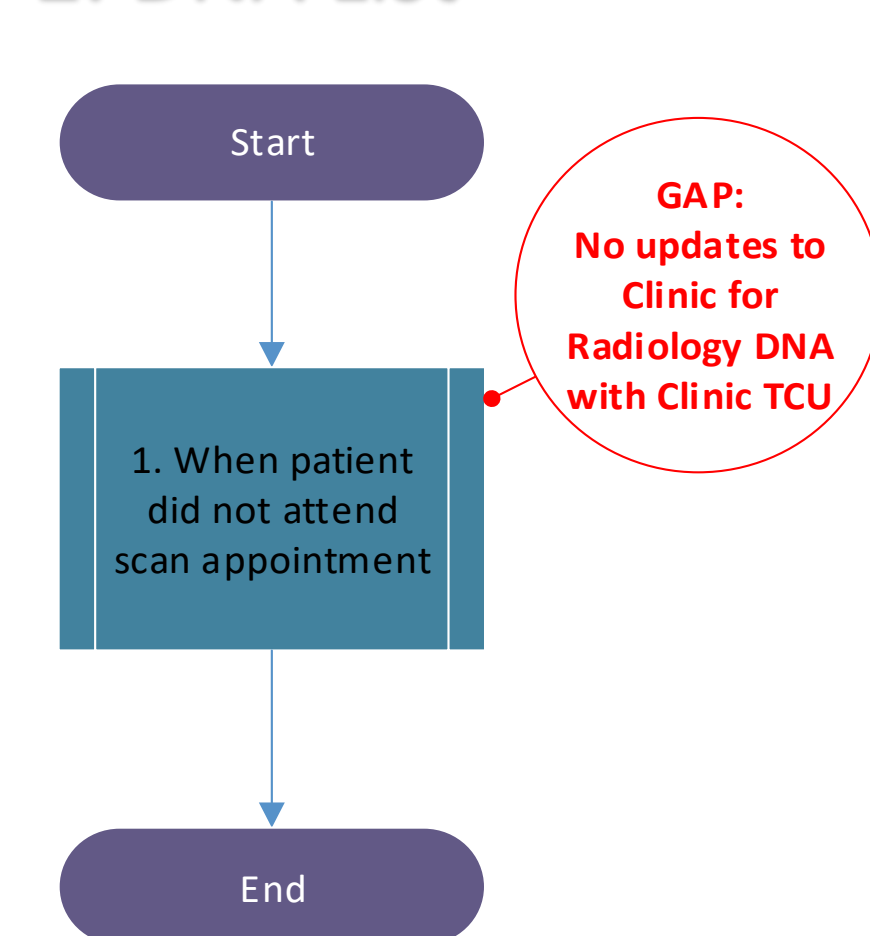 Start
GAP:
No updates to
Clinic for
Radiology DNA
with Clinic TCU
1. When patient
did not attend
scan appointment
End